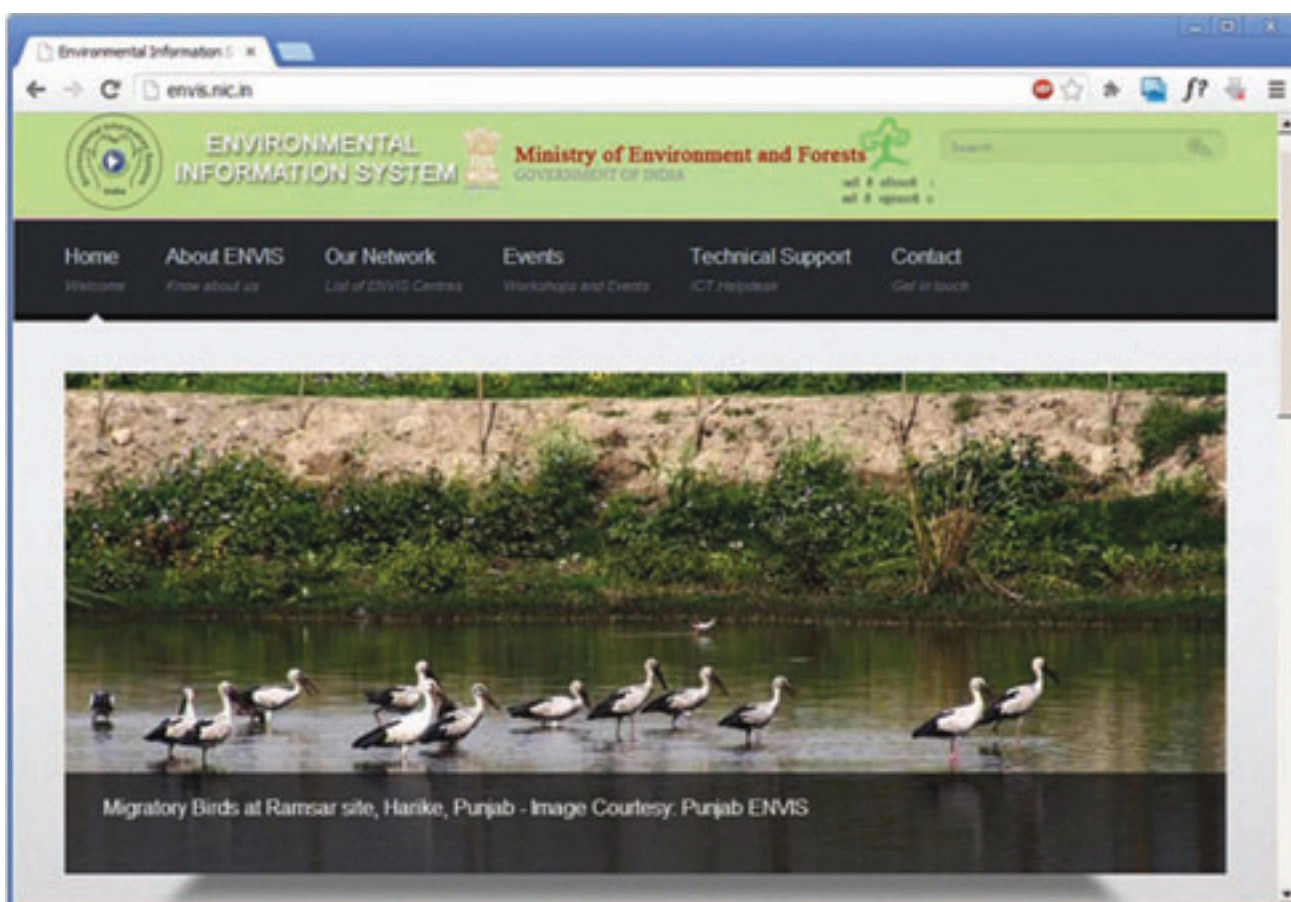 Environmental Information S
envis.nic.in
f?
ENVIRONMENTAL
INFORMATION SYSTEM
Ministry of Environment and Forests
GOVERNMENT OF INDIA
Search...
India
Home
About ENVIS
Our Network
Events
Technical Support
Contact
Welcome
Know about us
List of ENVIS Centres
Workshops and Events
ICT Helpdesk
Get in touch
Migratory Birds at Ramsar site, Harike, Punjab - Image Courtesy: Punjab ENVIS